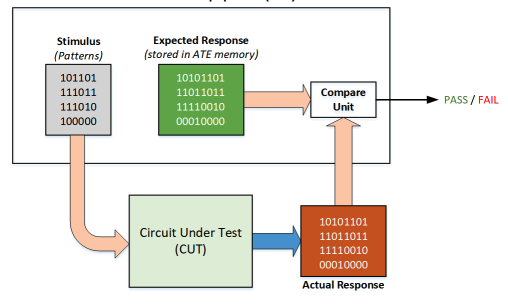 Stimulus
(Patterns)
101101
111011
111010
100000
Expected Response
(stored in ATE memory)
10101101
11011011
11110010
00010000
Compare
Unit
PASS / FAIL
Circuit Under Test
(CUT)
10101101
11011011
11110010
00010000
Actual Response